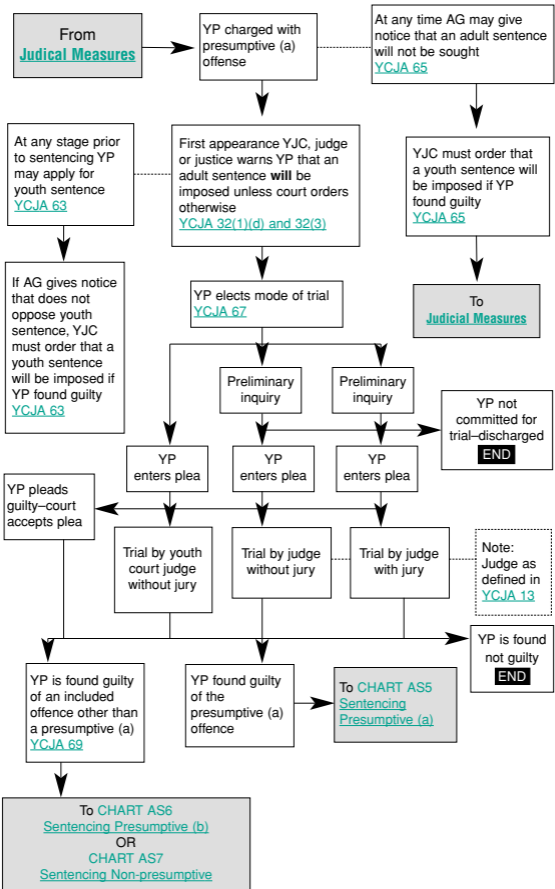 From
Judical Measures
YP charged with
presumptive (a)
offense
At any time AG may give
notice that an adult sentence
will not be sought
YCJA 65
At any stage prior
to sentencing YP
may apply for
youth sentence
YCJA 63
First appearance YJC, judge
or justice warns YP that an
adult sentence will be
imposed unless court orders
otherwise
YCJA 32(1)(d) and 32(3)
YJC must order that
a youth sentence will
be imposed if YP
found guilty
YCJA 65
If AG gives notice
that does not
oppose youth
sentence, YJC
must order that a
youth sentence
will be imposed if
YP found guilty
YCJA 63
YP elects mode of trial
YCJA 67
To
Judicial Measures
Preliminary
inquiry
Preliminary
inquiry
YP not
committed for
trial–discharged
END
YP
enters plea
YP
enters plea
YP
enters plea
YP pleads
guilty–court
accepts plea
Trial by youth
court judge
without jury
Trial by judge
without jury
Trial by judge
with jury
Note:
Judge as
defined in
YCJA 13
YP is found
not guilty
END
YP is found guilty
of an included
offence other than
a presumptive (a)
YCJA 69
YP found guilty
of the
presumptive (a)
offence
To CHART AS5
Sentencing
Presumptive (a)
To CHART AS6
Sentencing Presumptive (b)
OR
CHART AS7
Sentencing Non-presumptive